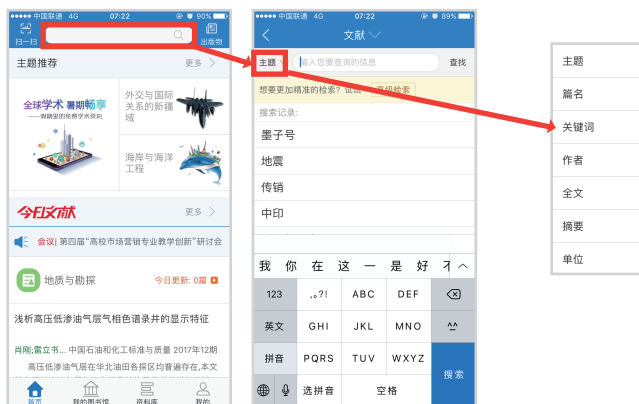 中国联通 4G 07:22 90%
扫一扫
出版物
主题推荐 更多
全球学术 暑期畅享
——假期里的免费学术资讯
外交与国际关系的新疆域
海岸与海洋工程
今日文献 更多
会议| 第四届“高校市场营销专业教学创新”研讨会
地质与勘探 今日更新: 0篇
浅析高压低渗油气层气相色谱录井的显示特征
肖刚;雷立书... 中国石油和化工标准与质量 2017年12期
高压低渗油气层在华北油田各探区均普遍存在,本文
首页 我的图书馆 资料库 我的
中国联通 4G 07:22 89%
文献
主题 输入您要查询的信息 查找
想要更加精准的检索? 试试 高级检索
搜索记录:
墨子号
地震
传销
中印
我 你 在 这 一 是 好 不
123 ,。?! ABC DEF
英文 GHI JKL MNO ^^
拼音 PQRS TUV WXYZ
搜索
选拼音 空格
主题
篇名
关键词
作者
全文
摘要
单位